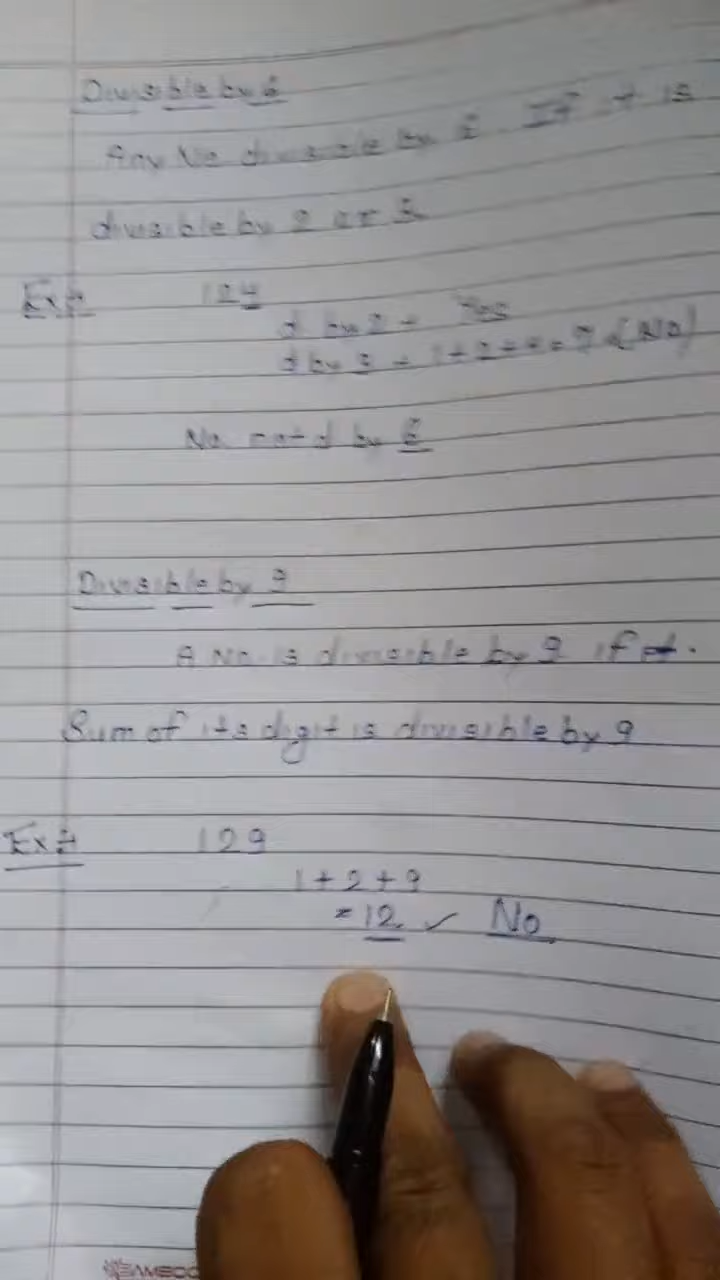 Divisible by 6
Any No divisible by 6 If it is
divisible by 2 or 3
Ex:- 124
d by 2 - Yes
d by 3 - 1+2+4=7 (No)
No not d by 6
Divisible by 9
A No. is divisible by 9 if
Sum of its digit is divisible by 9
Ex:- 129
1+2+9
=12 ✓ No